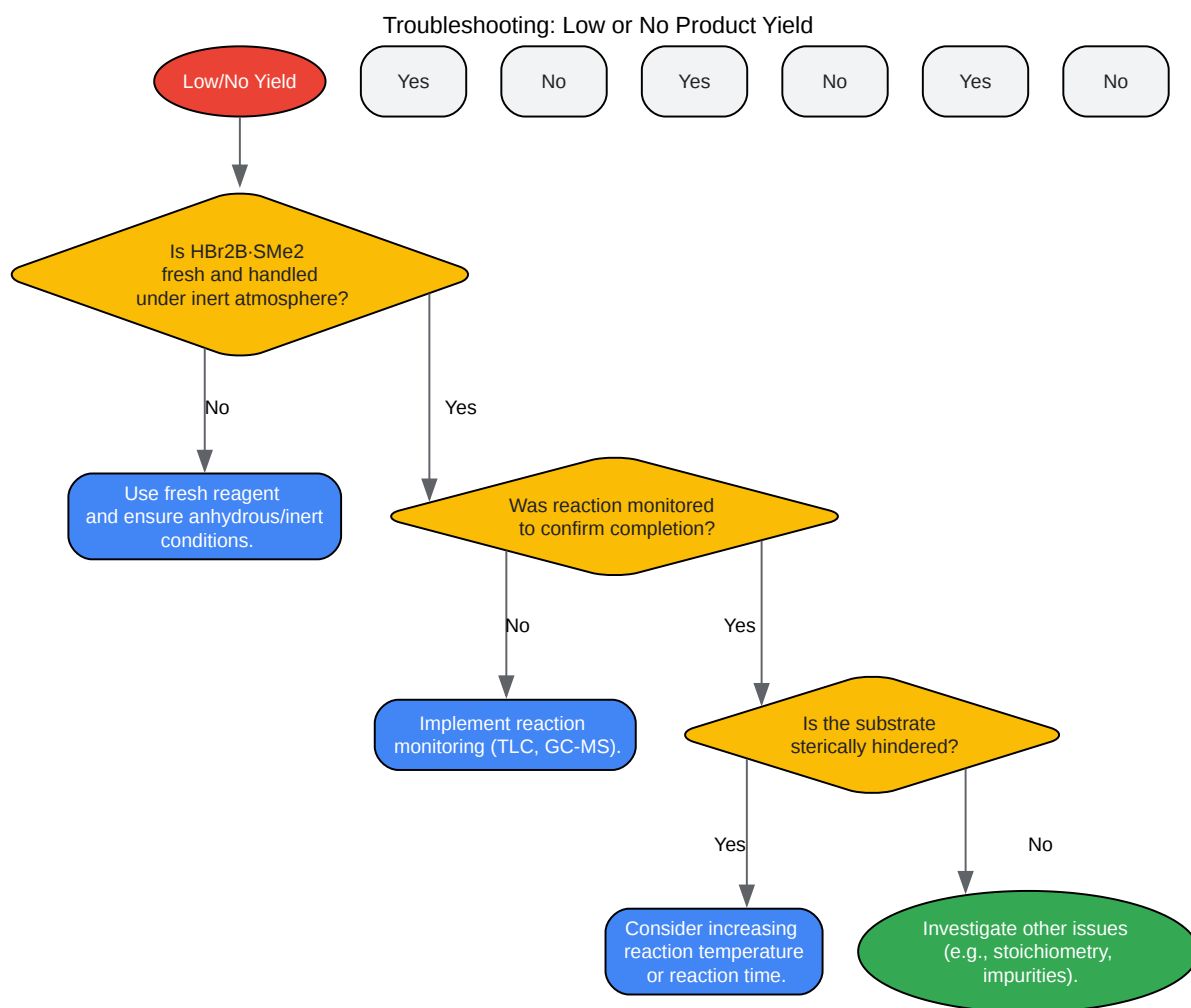 Troubleshooting: Low or No Product Yield
Low/No Yield
Yes
No
Yes
No
Yes
No
Is HBr2B·SMe2
fresh and handled
under inert atmosphere?
No
Yes
Use fresh reagent
and ensure anhydrous/inert
conditions.
Was reaction monitored
to confirm completion?
No
Yes
Implement reaction
monitoring (TLC, GC-MS).
Is the substrate
sterically hindered?
Yes
No
Consider increasing
reaction temperature
or reaction time.
Investigate other issues
(e.g., stoichiometry,
impurities).